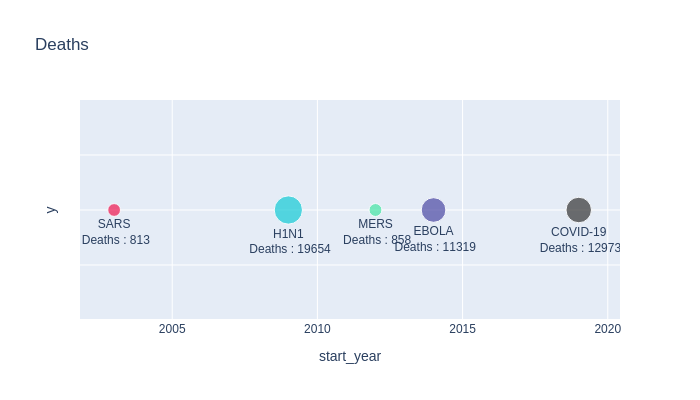 Deaths
y
SARS
Deaths : 813
H1N1
Deaths : 19654
MERS
Deaths : 858
EBOLA
Deaths : 11319
COVID-19
Deaths : 12973
2005
2010
2015
2020
start_year